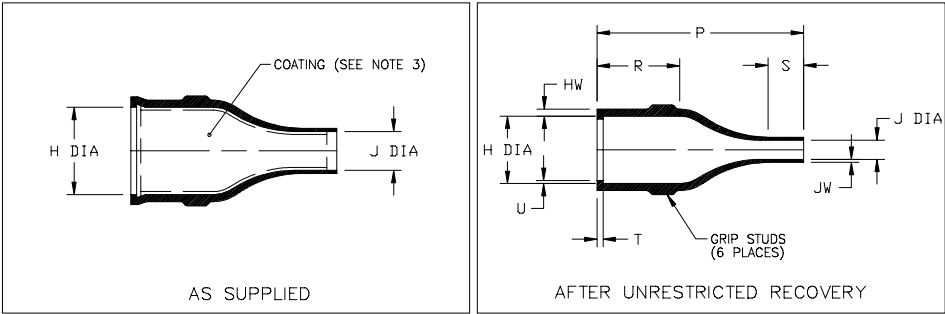 COATING (SEE NOTE 3)
H DIA
J DIA
AS SUPPLIED
P
R
S
HW
J DIA
H DIA
JW
U
T
GRIP STUDS
(6 PLACES)
AFTER UNRESTRICTED RECOVERY